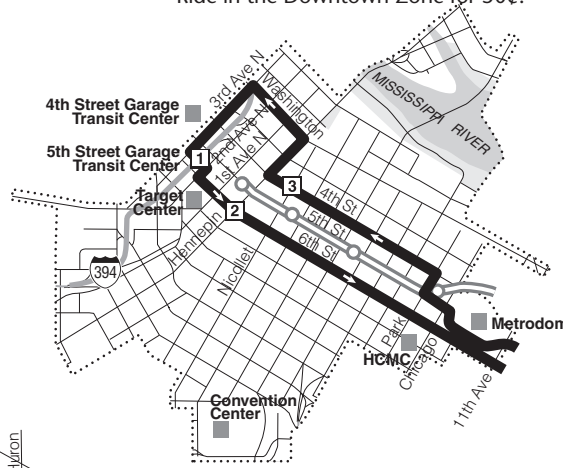 Ride in the Downtown Zone for 50¢.
3rd Ave N
Washington
MISSISSIPPI
RIVER
4th Street Garage
Transit Center
2nd Ave N
5th Street Garage
Transit Center
1
1st Ave N
3
Target
Center
2
4th St
5th St
6th St
Hennepin
Nicollet
394
Metrodom
Park
HCMC
Chicago
11th Ave
Convention
Center
Huron